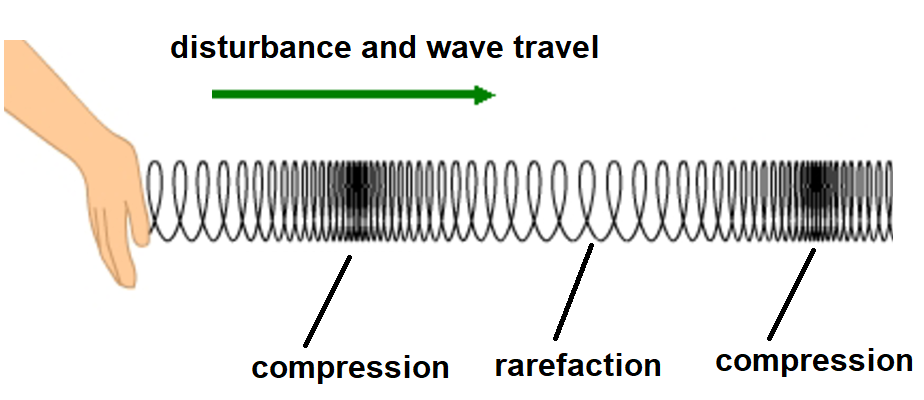 disturbance and wave travel
compression
rarefaction
compression